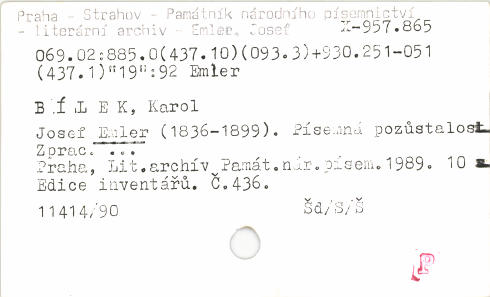 Praha - Strahov - Památník národního písemnictví
- literární archiv - Emler, Josef
X-957.865
069.02:885.0(437.10)(093.3)+930.251-051
(437.1)"19":92 Emler
BÍLEK, Karol
Josef Emler (1836-1899). Písemná pozůstalost
Zprac. ...
Praha, Lit.archív Památ.nár.písem.1989. 10 s.
Edice inventářů. Č.436.
11414/90 Šd/S/Š
P